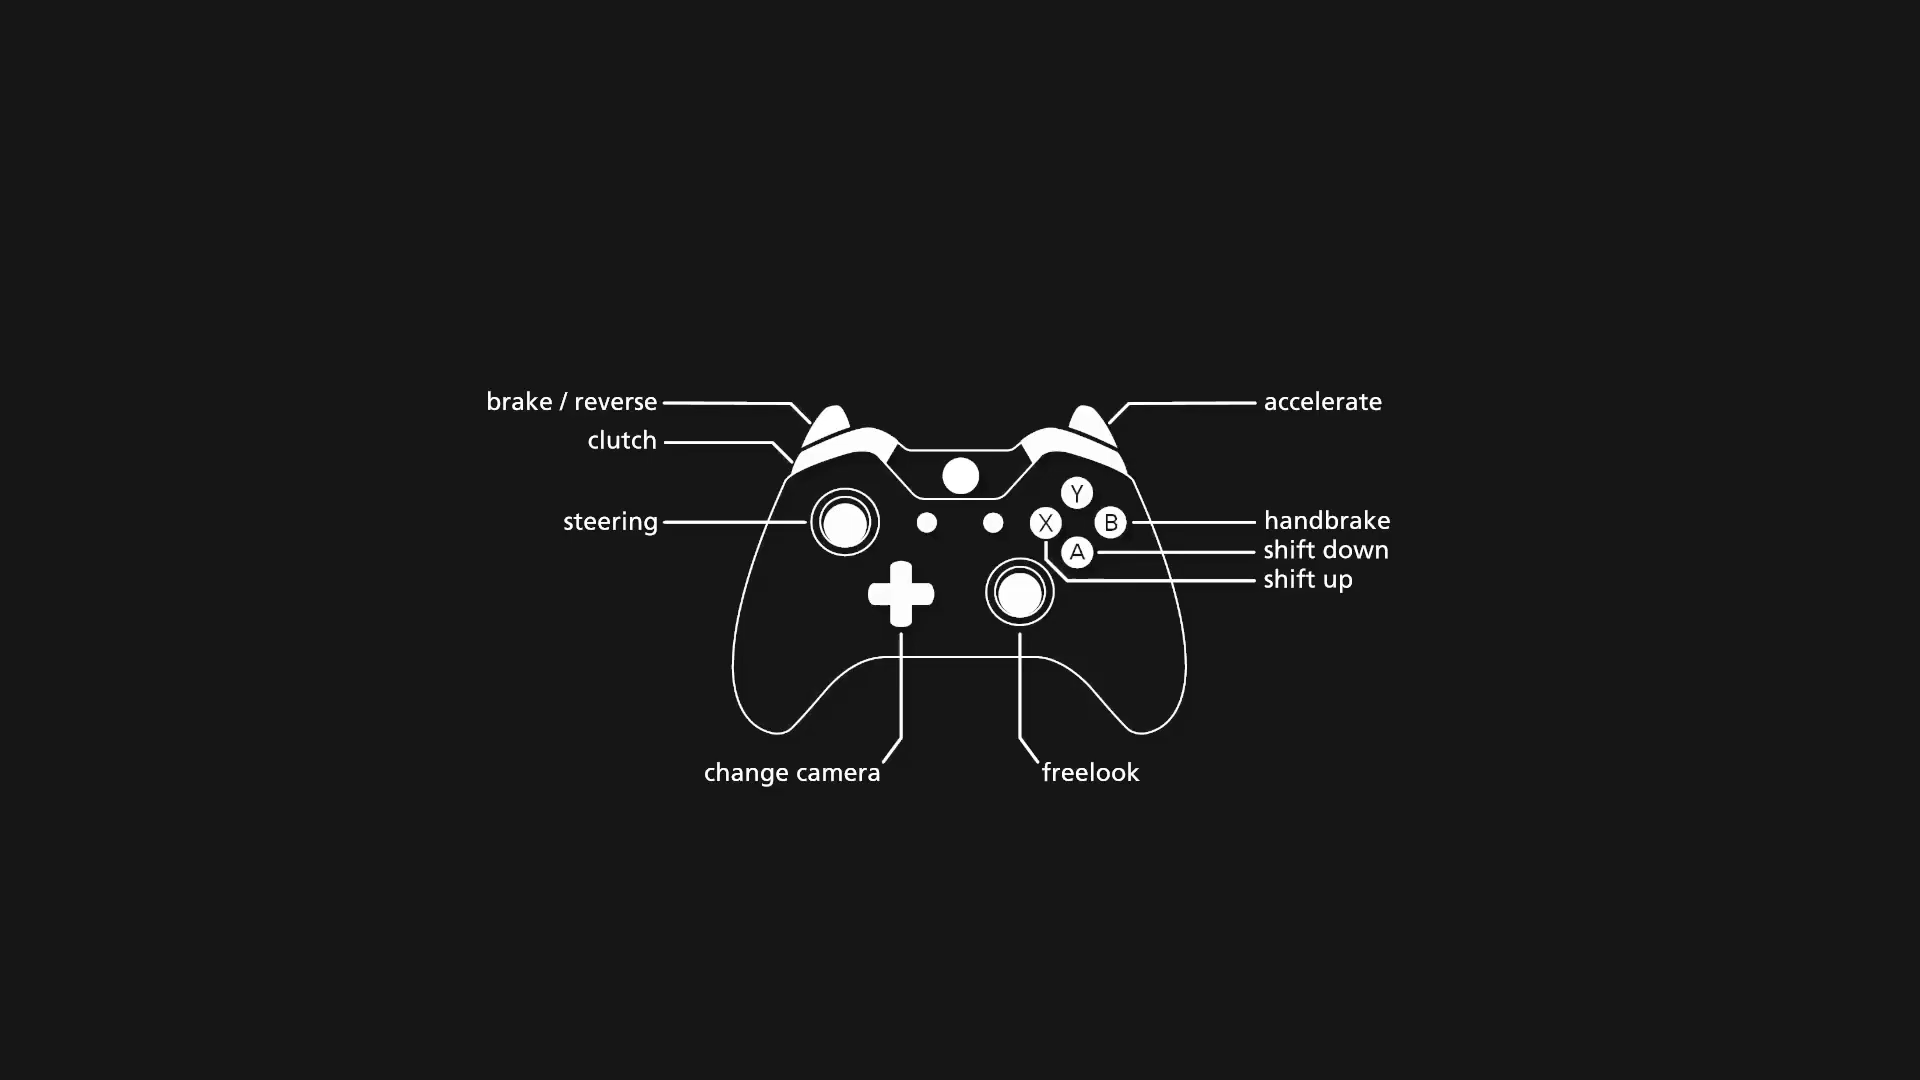 brake / reverse
accelerate
clutch
Y
steering
X
B
handbrake
A
shift down
shift up
change camera
freelook